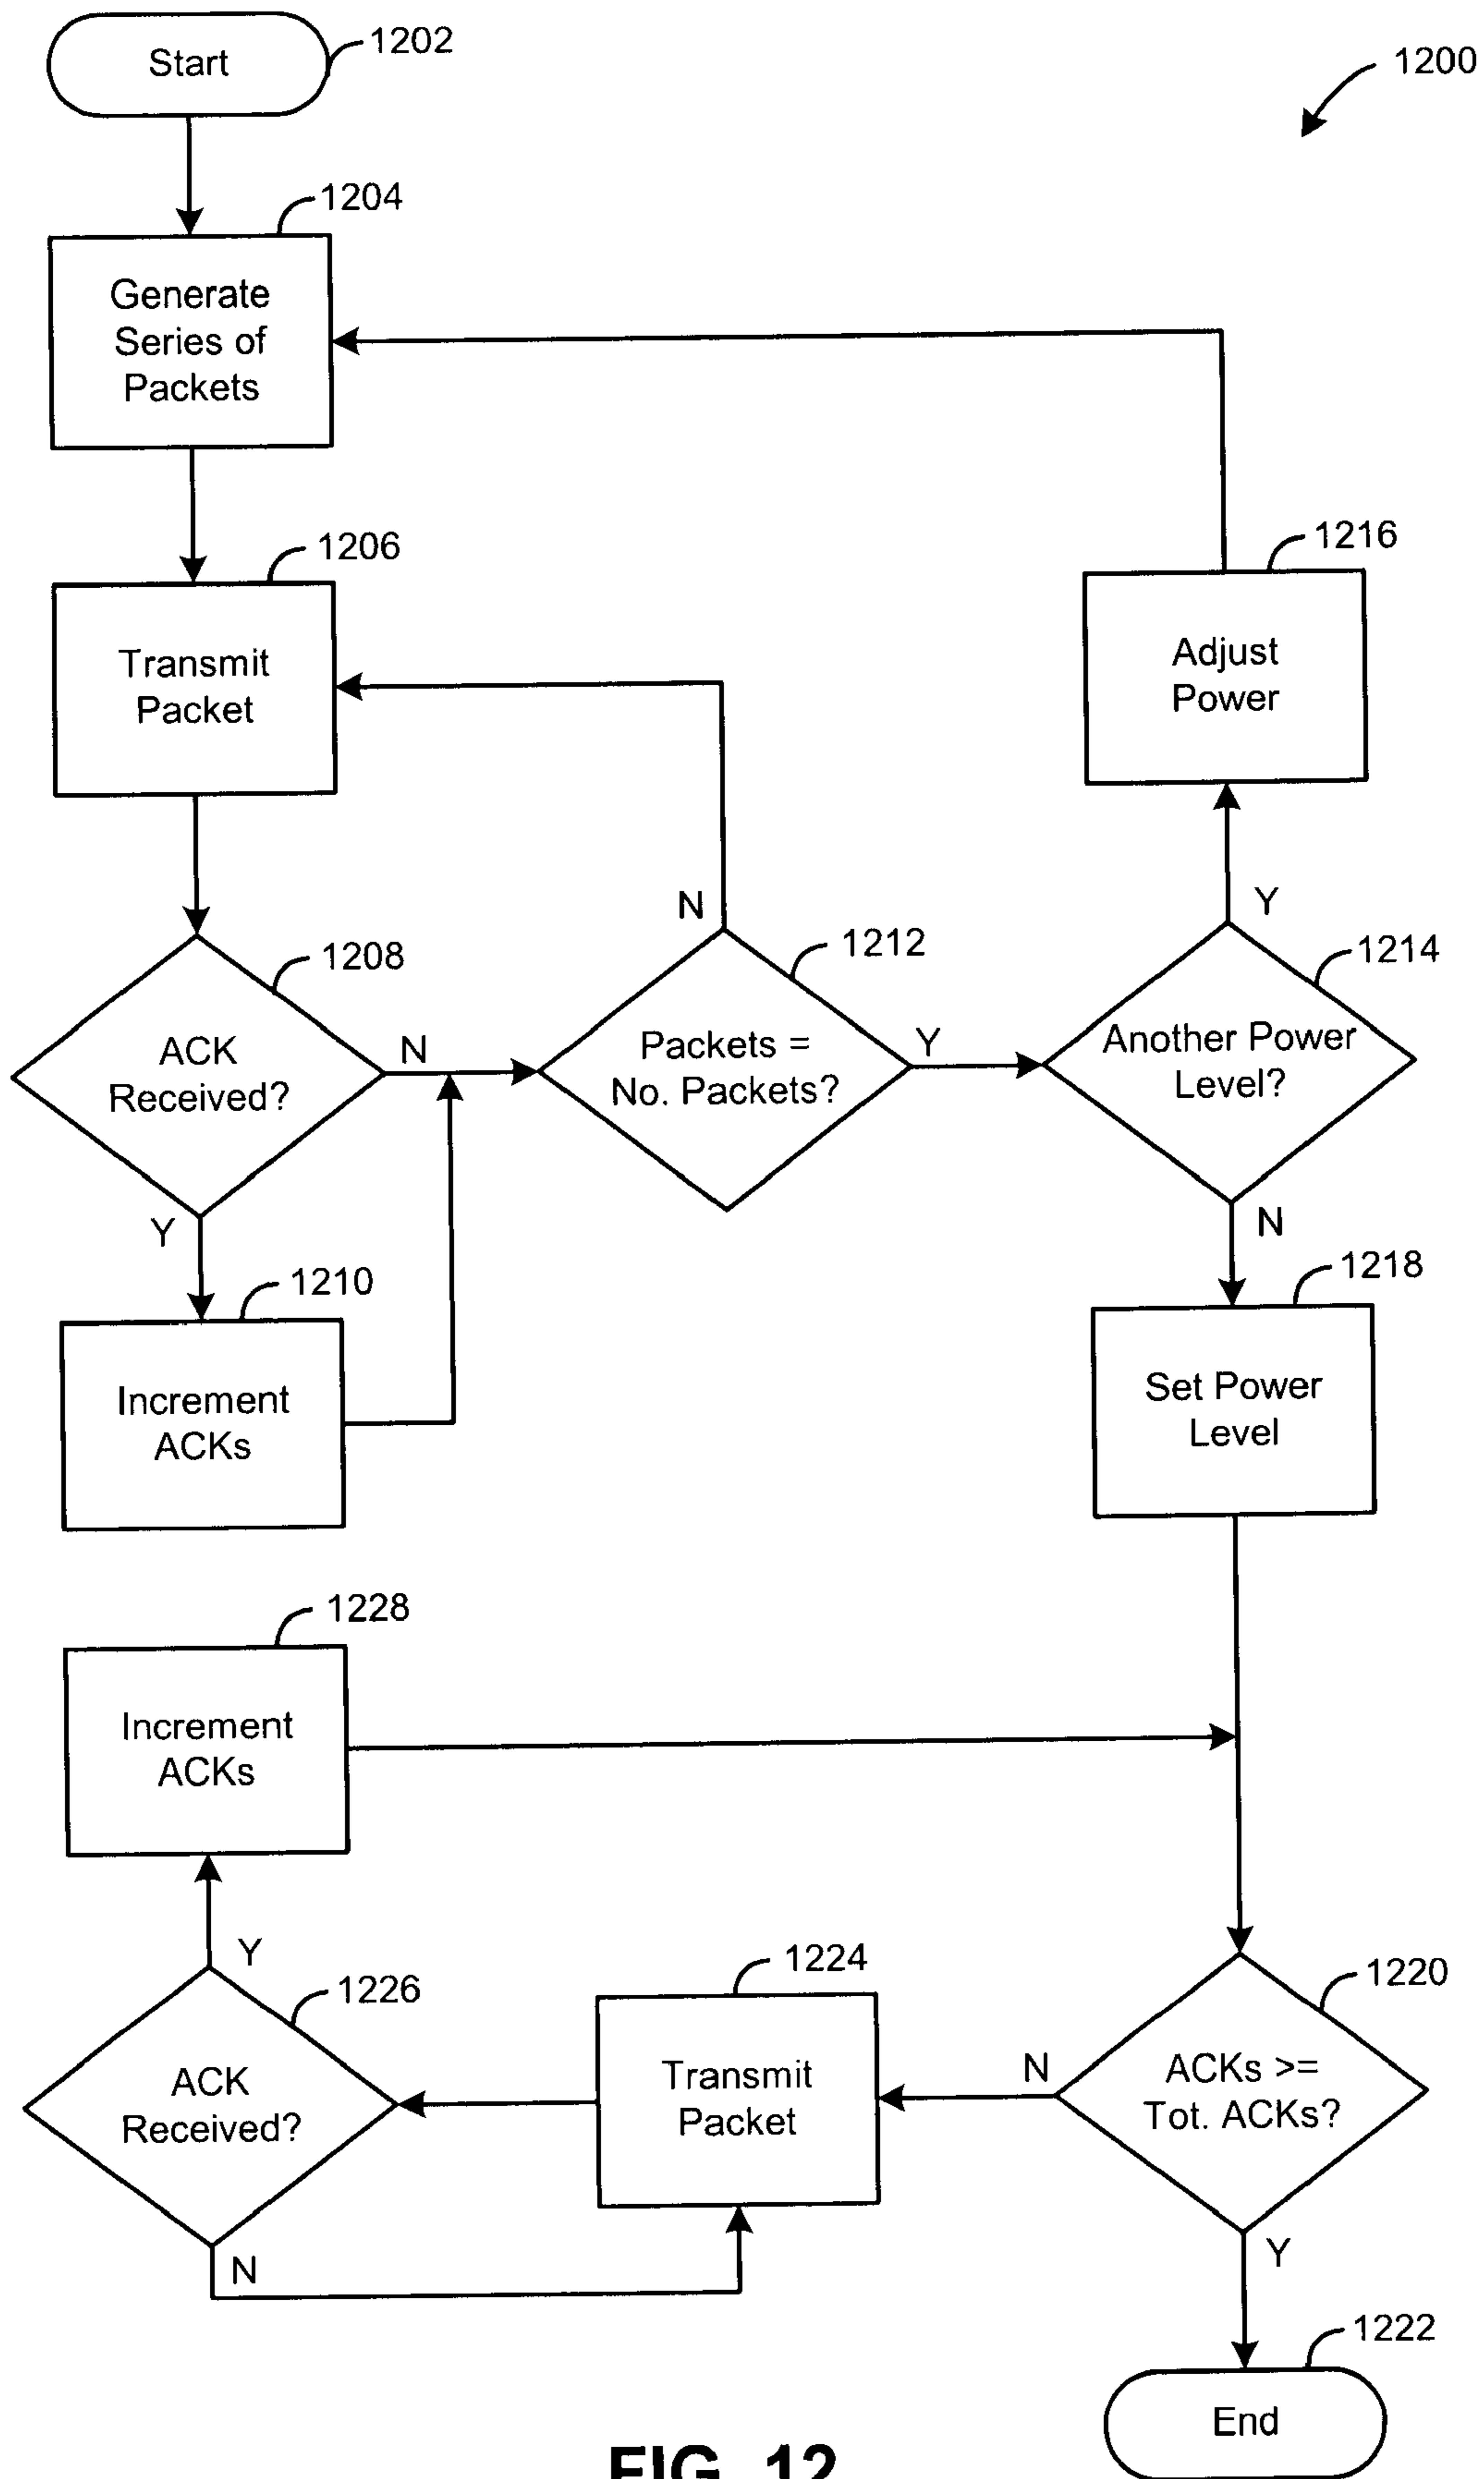 Start
1202
1200
1204
Generate
Series of
Packets
1206
Transmit
Packet
1216
Adjust
Power
1208
ACK
Received?
N
Y
1212
Packets =
No. Packets?
N
Y
1214
Another Power
Level?
Y
N
1210
Increment
ACKs
1218
Set Power
Level
1228
Increment
ACKs
1226
ACK
Received?
Y
N
1224
Transmit
Packet
1220
ACKs >=
Tot. ACKs?
N
Y
1222
End
FIG. 12